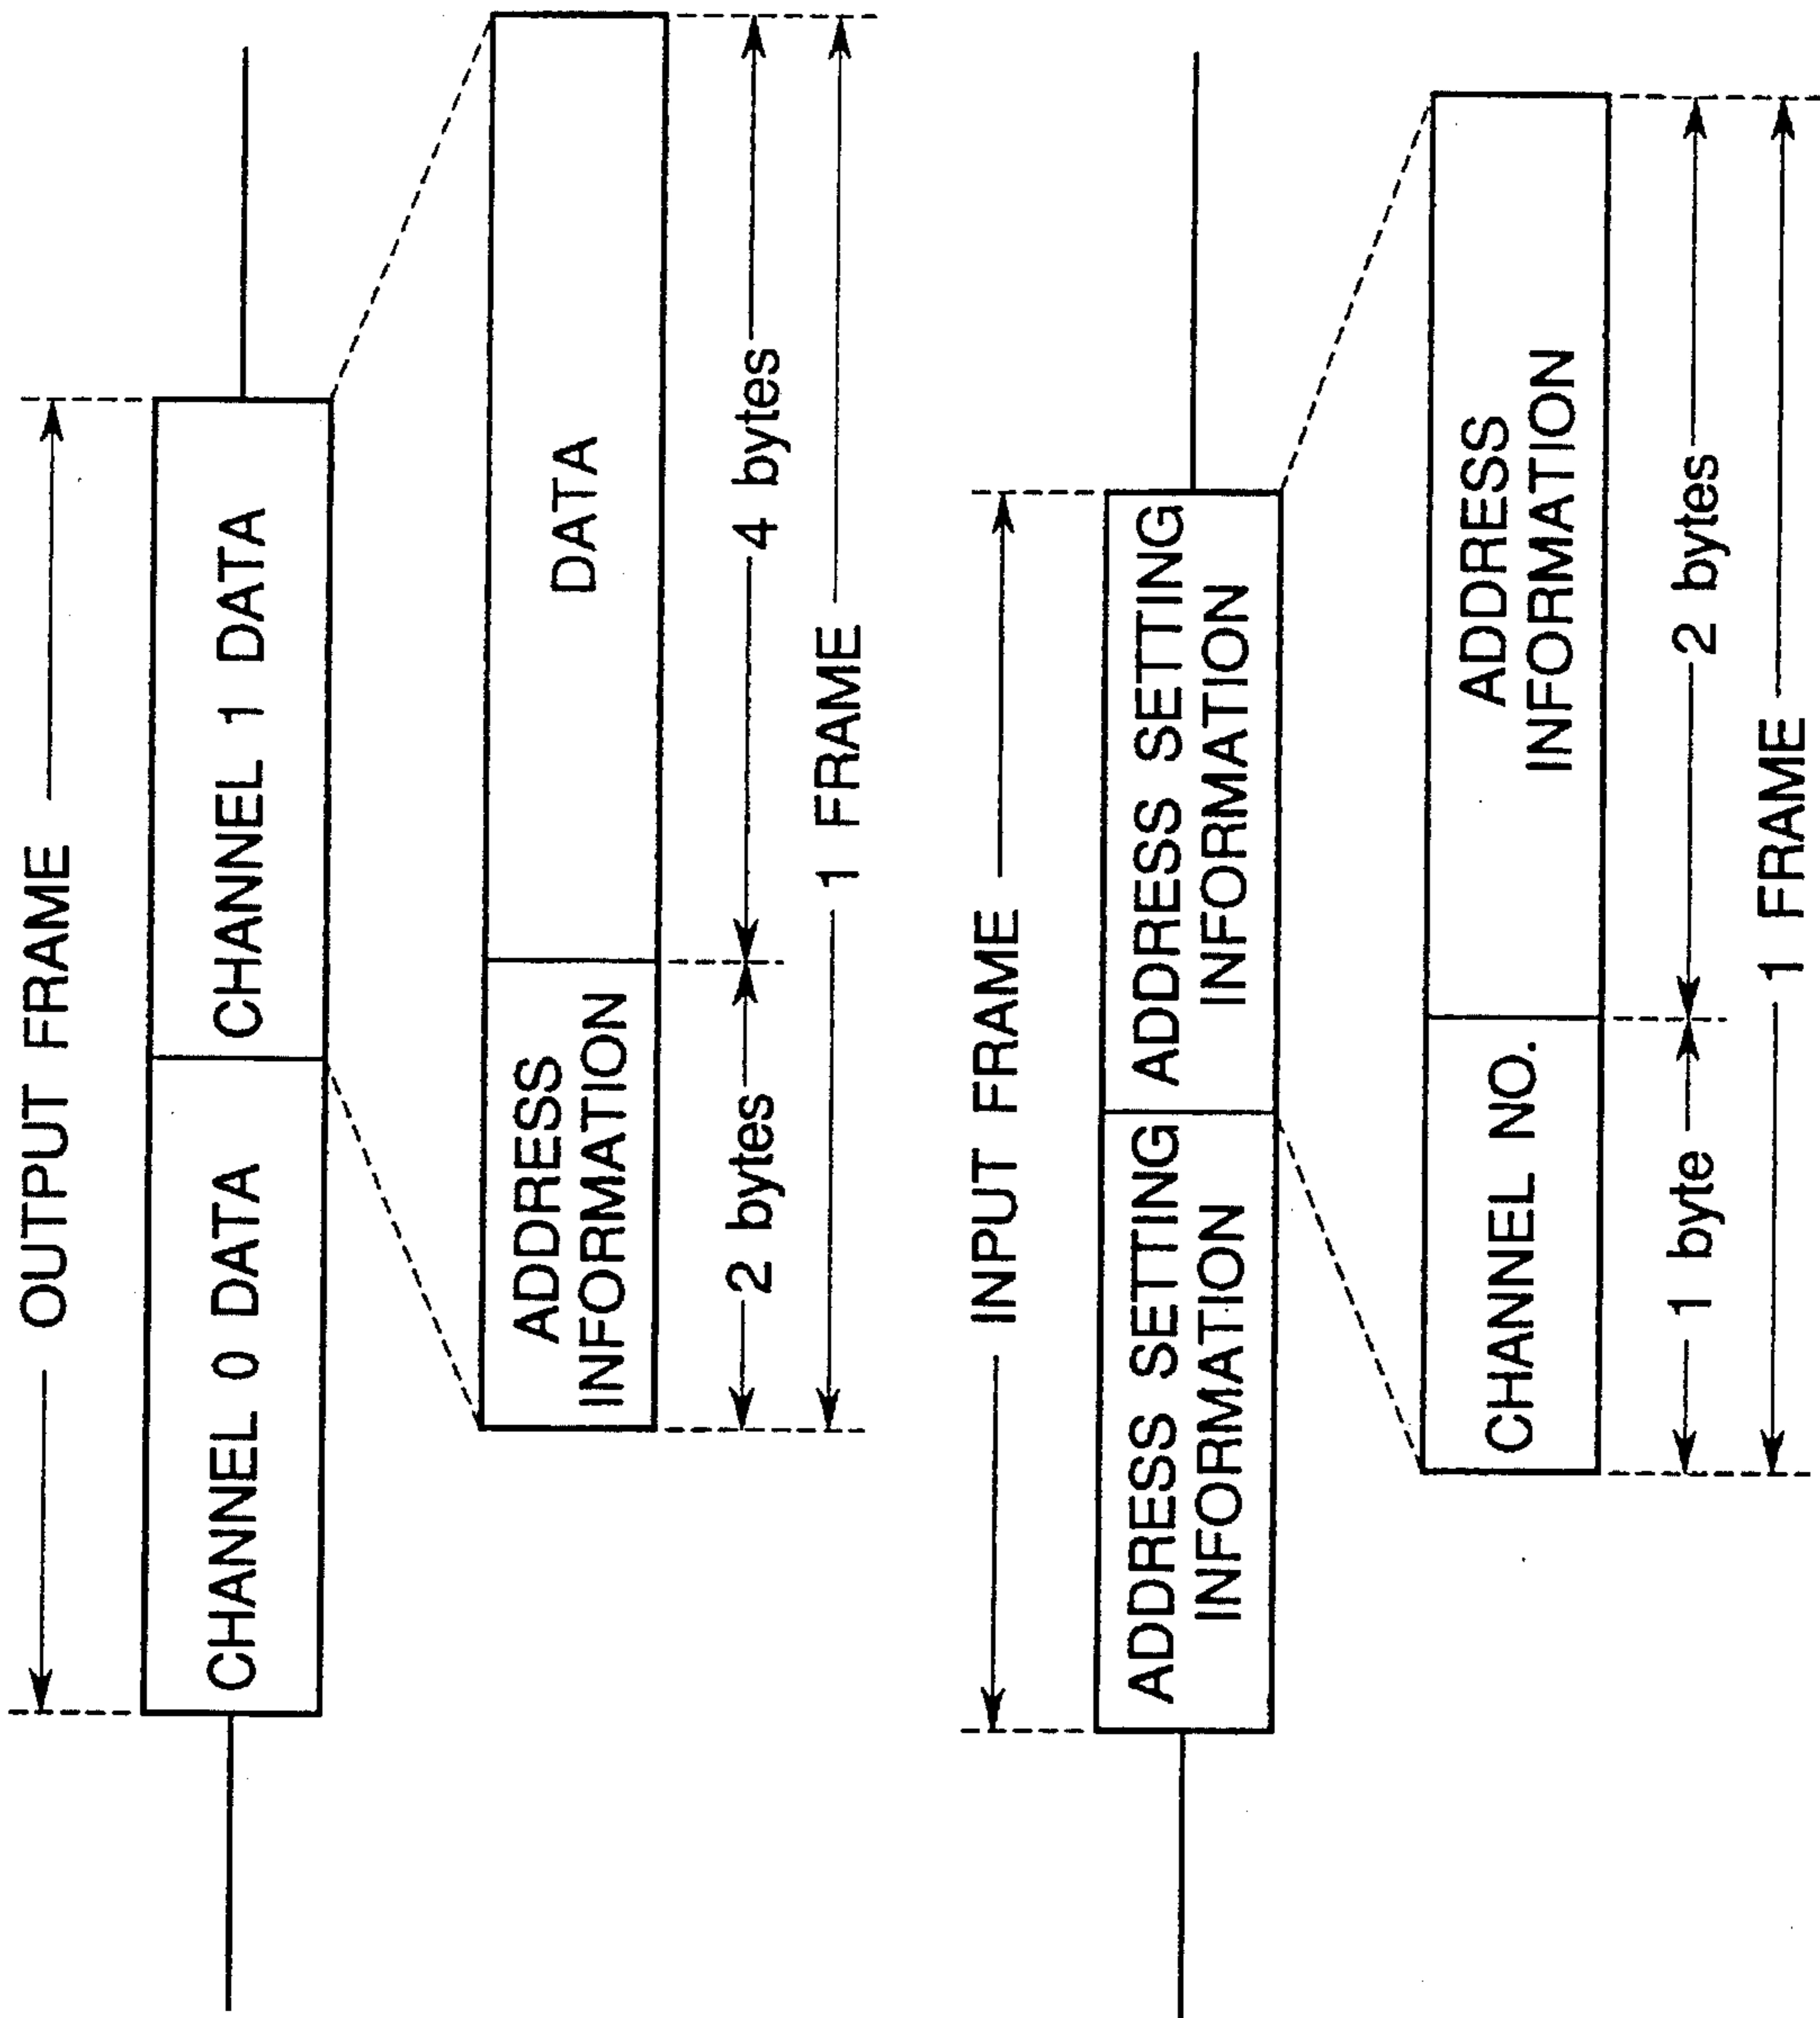 OUTPUT FRAME
CHANNEL 0 DATA
CHANNEL 1 DATA
ADDRESS
INFORMATION
DATA
2 bytes
4 bytes
1 FRAME
INPUT FRAME
ADDRESS SETTING
INFORMATION
ADDRESS SETTING
INFORMATION
CHANNEL NO.
ADDRESS
INFORMATION
1 byte
2 bytes
1 FRAME